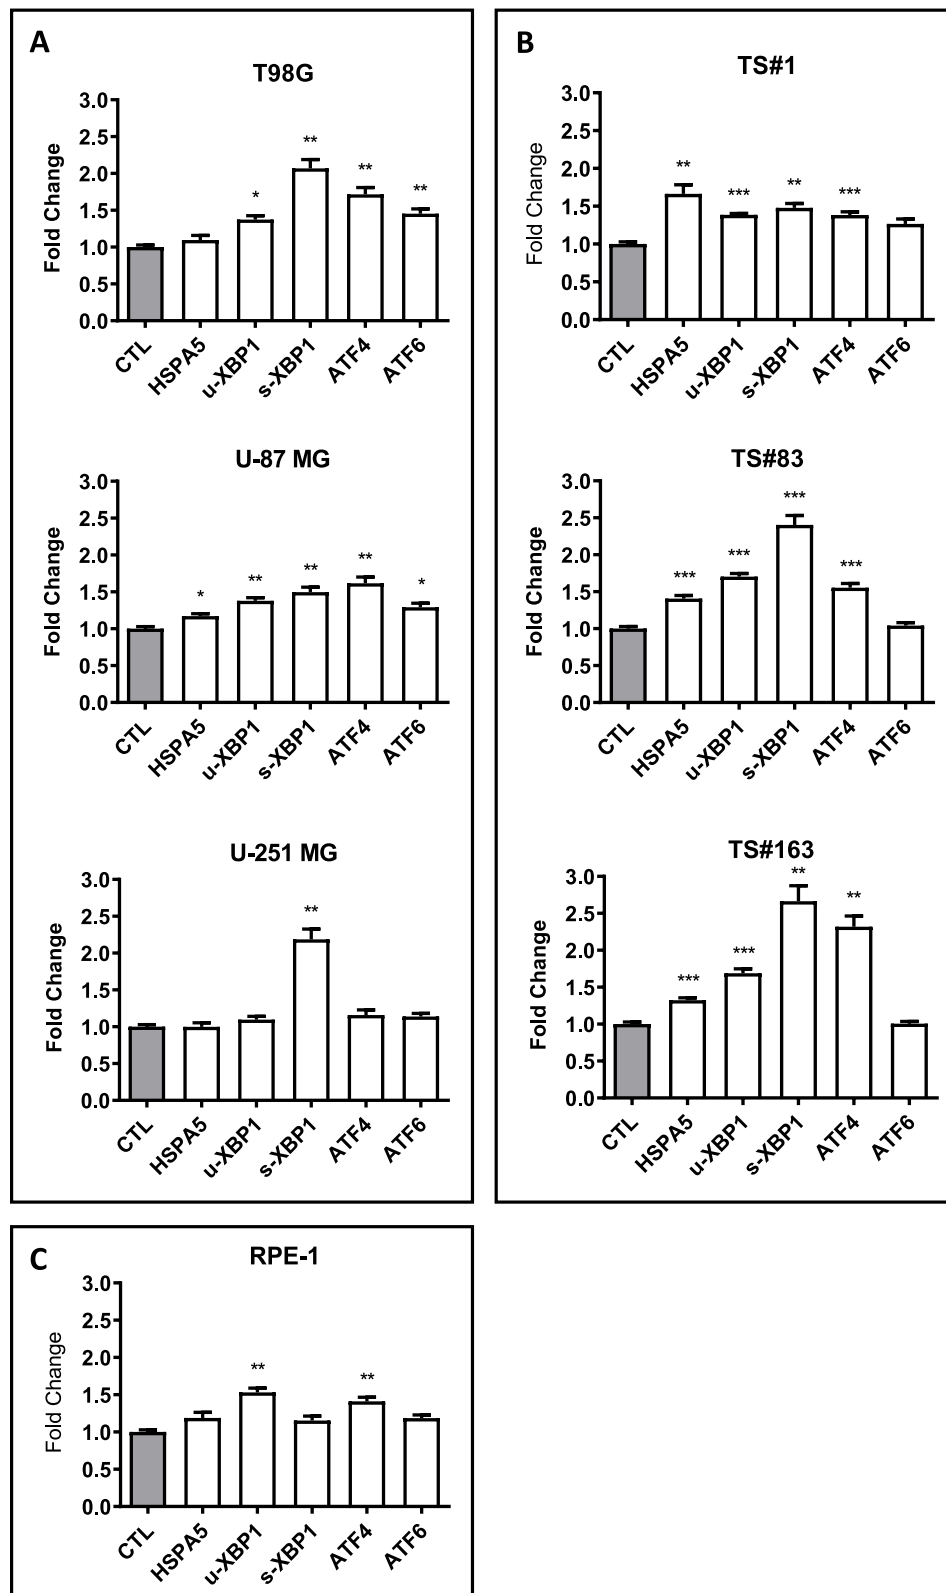 A
T98G
Fold Change
3.0
2.5
2.0
1.5
1.0
0.5
0.0
*
**
**
**
CTL
HSPA5
u-XBP1
s-XBP1
ATF4
ATF6
U-87 MG
Fold Change
3.0
2.5
2.0
1.5
1.0
0.5
0.0
*
**
**
**
*
CTL
HSPA5
u-XBP1
s-XBP1
ATF4
ATF6
U-251 MG
Fold Change
3.0
2.5
2.0
1.5
1.0
0.5
0.0
**
CTL
HSPA5
u-XBP1
s-XBP1
ATF4
ATF6
B
TS#1
Fold Change
3.0
2.5
2.0
1.5
1.0
0.5
0.0
**
***
**
***
CTL
HSPA5
u-XBP1
s-XBP1
ATF4
ATF6
TS#83
Fold Change
3.0
2.5
2.0
1.5
1.0
0.5
0.0
***
***
***
***
CTL
HSPA5
u-XBP1
s-XBP1
ATF4
ATF6
TS#163
Fold Change
3.0
2.5
2.0
1.5
1.0
0.5
0.0
***
***
**
**
CTL
HSPA5
u-XBP1
s-XBP1
ATF4
ATF6
C
RPE-1
Fold Change
3.0
2.5
2.0
1.5
1.0
0.5
0.0
**
**
CTL
HSPA5
u-XBP1
s-XBP1
ATF4
ATF6